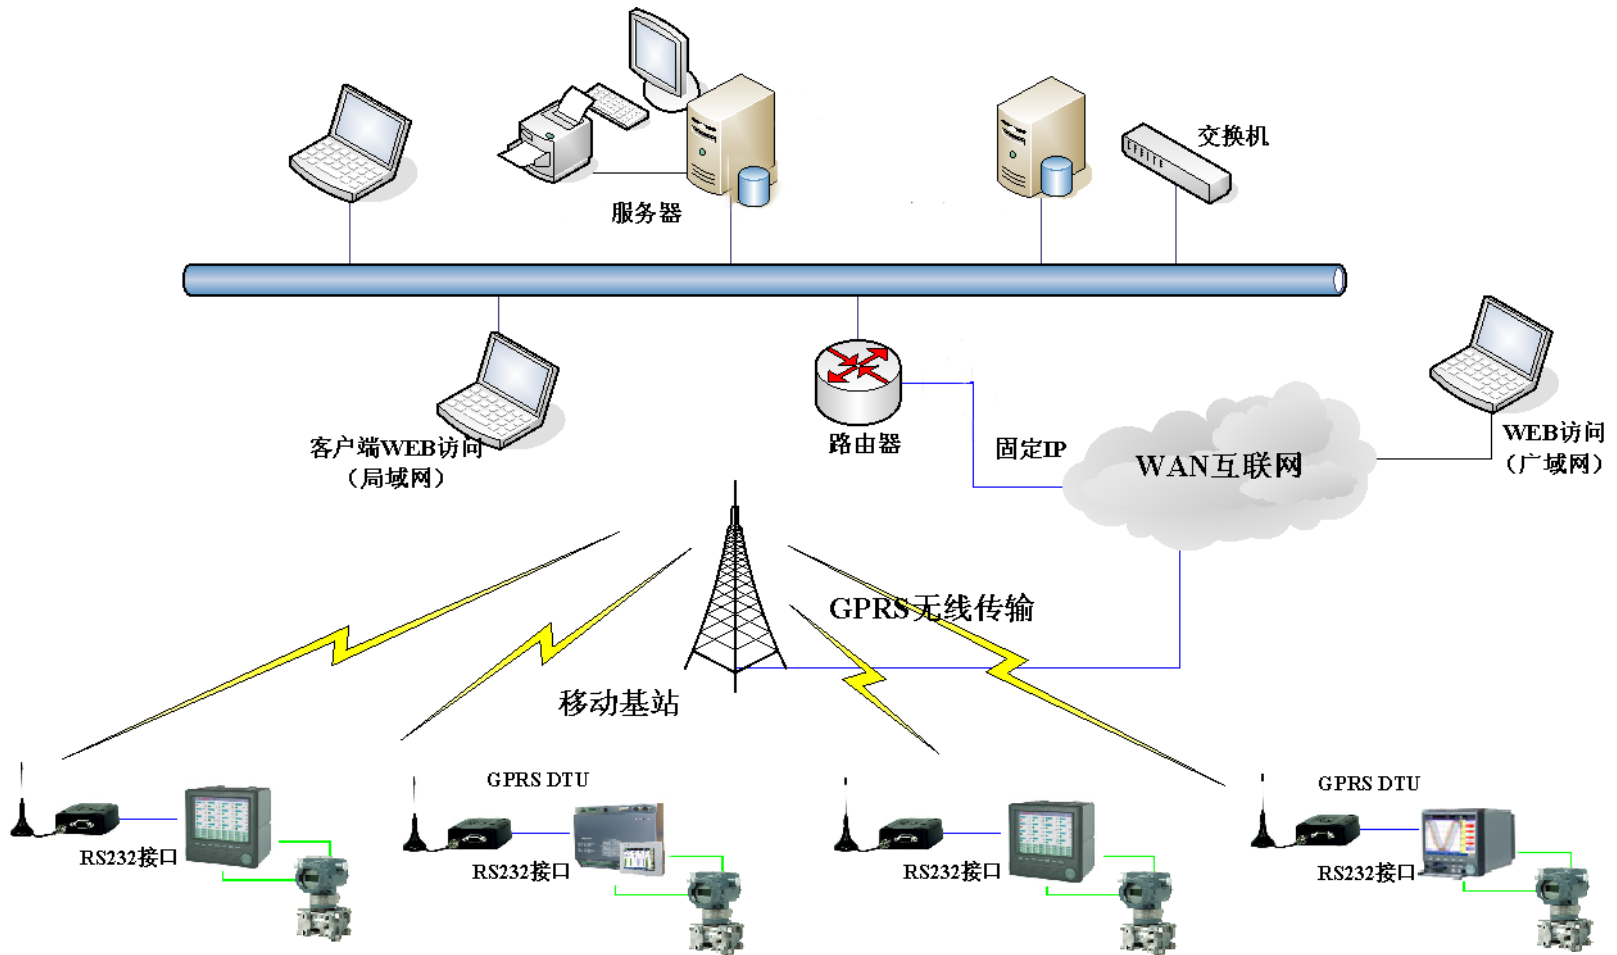 交换机
服务器
客户端WEB访问
（局域网）
路由器
固定IP
WAN互联网
WEB访问
（广域网）
GPRS无线传输
移动基站
GPRS DTU
GPRS DTU
RS232接口
RS232接口
RS232接口
RS232接口